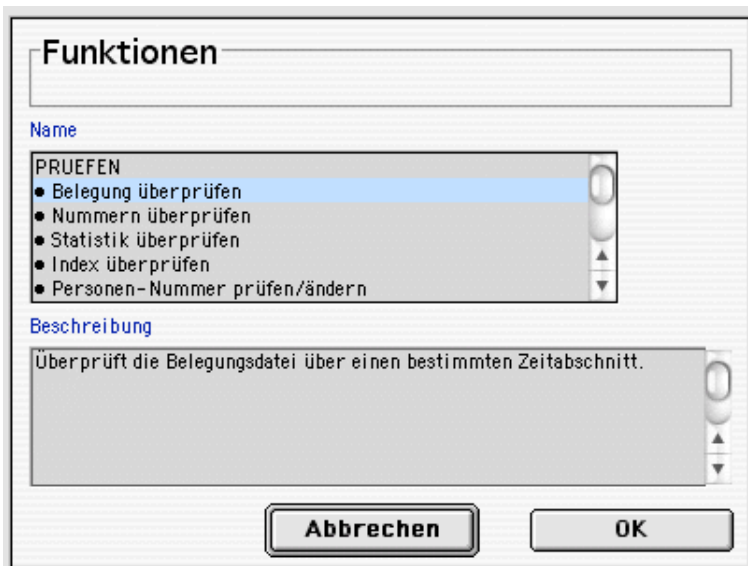 Funktionen
Name
PRUEFEN
• Belegung überprüfen
• Nummern überprüfen
• Statistik überprüfen
• Index überprüfen
• Personen-Nummer prüfen/ändern
Beschreibung
Überprüft die Belegungsdatei über einen bestimmten Zeitabschnitt.
Abbrechen
OK